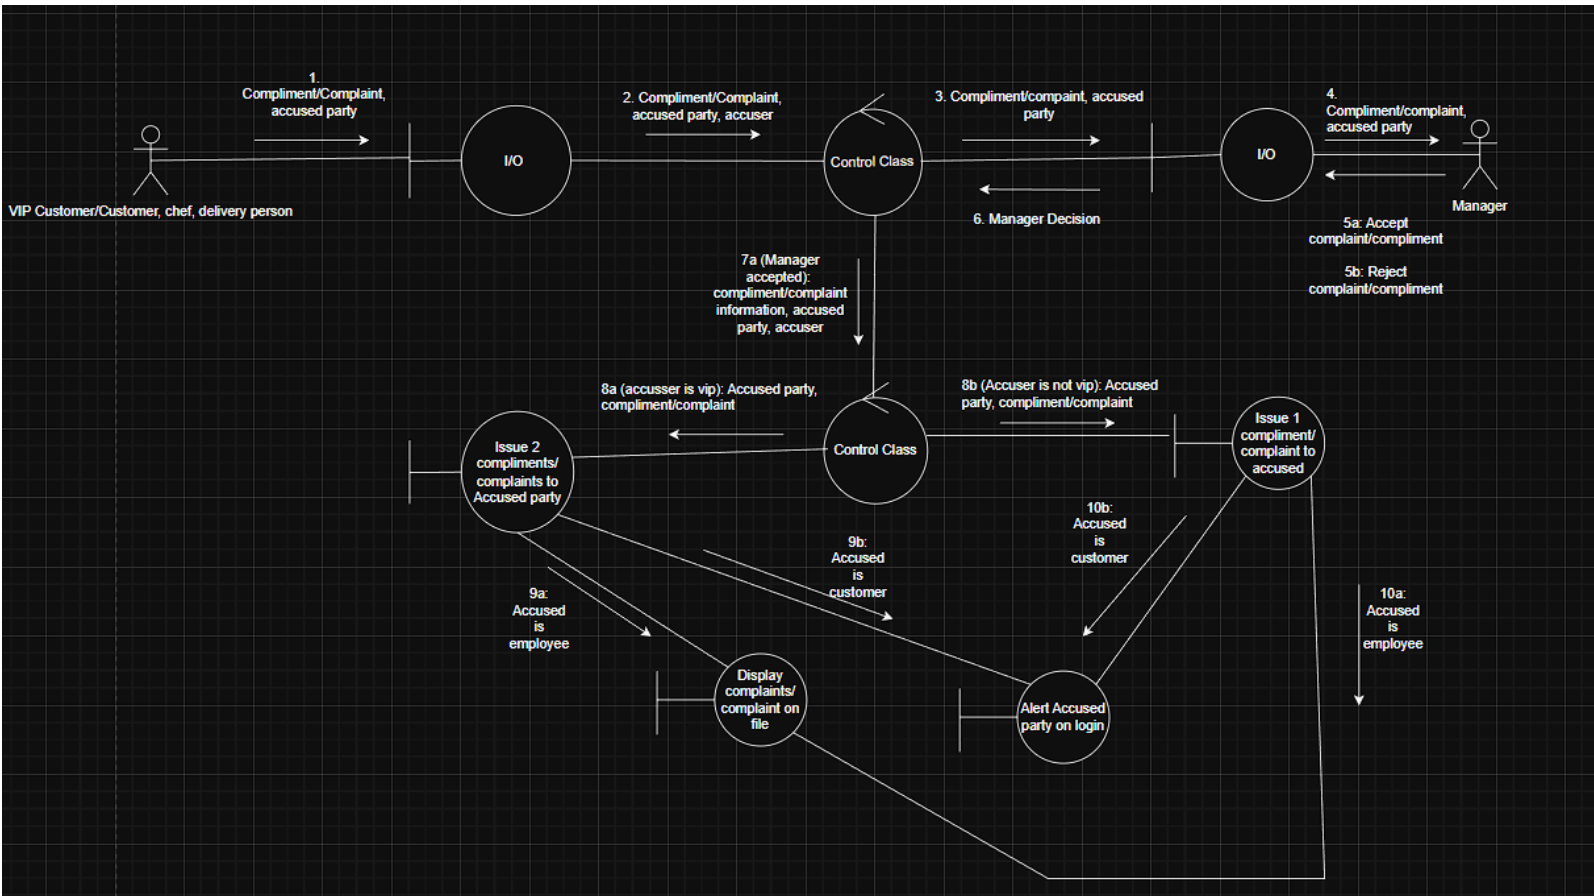 1.
Compliment/Complaint,
accused party
2. Compliment/Complaint,
accused party, accuser
3. Compliment/compaint, accused
party
4.
Compliment/complaint,
accused party
I/O
Control Class
I/O
VIP Customer/Customer, chef, delivery person
Manager
6. Manager Decision
5a: Accept
complaint/compliment
5b: Reject
complaint/compliment
7a (Manager
accepted):
compliment/complaint
information, accused
party, accuser
8a (accusser is vip): Accused party,
compliment/complaint
8b (Accuser is not vip): Accused
party, compliment/complaint
Issue 2
compliments/
complaints to
Accused party
Control Class
Issue 1
compliment/
complaint to
accused
9a:
Accused
is
employee
9b:
Accused
is
customer
10b:
Accused
is
customer
10a:
Accused
is
employee
Display
complaints/
complaint on
file
Alert Accused
party on login